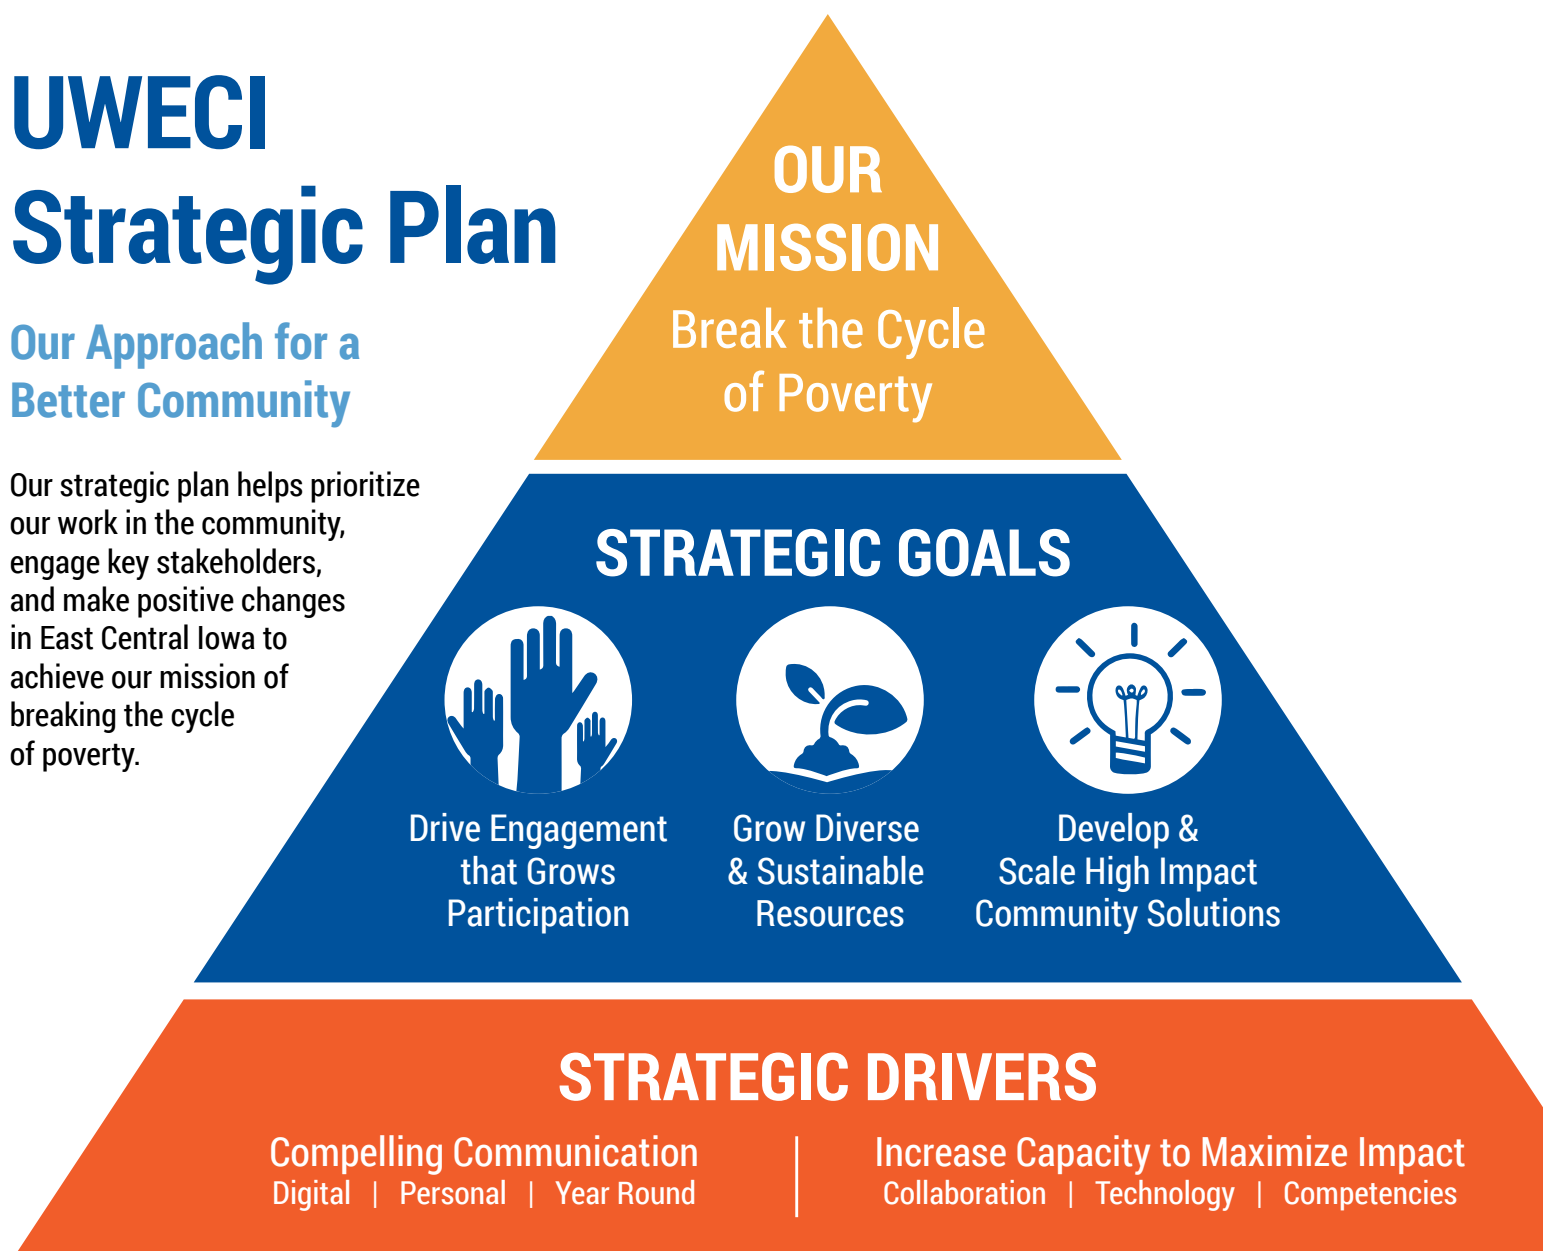 UWECI
Strategic Plan
Our Approach for a
Better Community
Our strategic plan helps prioritize
our work in the community,
engage key stakeholders,
and make positive changes
in East Central Iowa to
achieve our mission of
breaking the cycle
of poverty.
OUR
MISSION
Break the Cycle
of Poverty
STRATEGIC GOALS
Drive Engagement
that Grows
Participation
Grow Diverse
& Sustainable
Resources
Develop &
Scale High Impact
Community Solutions
STRATEGIC DRIVERS
Compelling Communication
Digital | Personal | Year Round
Increase Capacity to Maximize Impact
Collaboration | Technology | Competencies